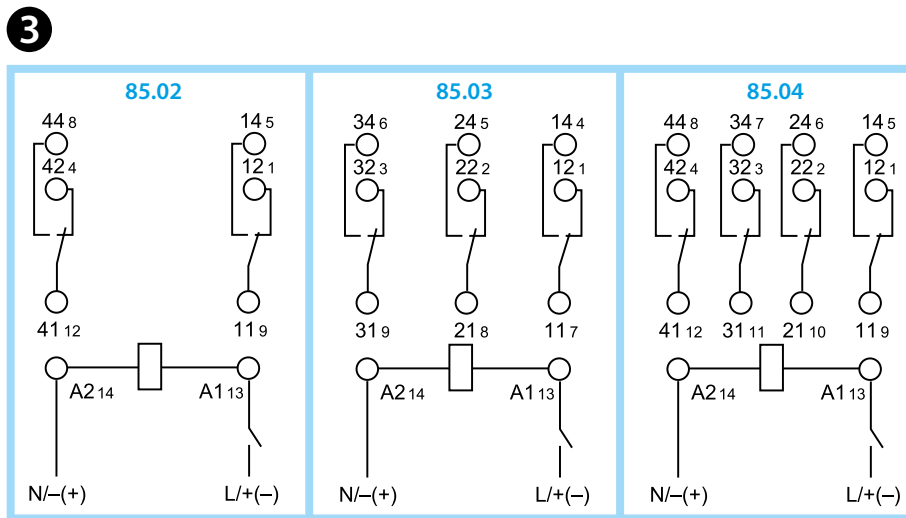 3
85.02
44 8 14 5
42 4 12 1
41 12 11 9
A2 14 A1 13
N/–(+) L/+(–)
85.03
34 6 24 5 14 4
32 3 22 2 12 1
31 9 21 8 11 7
A2 14 A1 13
N/–(+) L/+(–)
85.04
44 8 34 7 24 6 14 5
42 4 32 3 22 2 12 1
41 12 31 11 21 10 11 9
A2 14 A1 13
N/–(+) L/+(–)